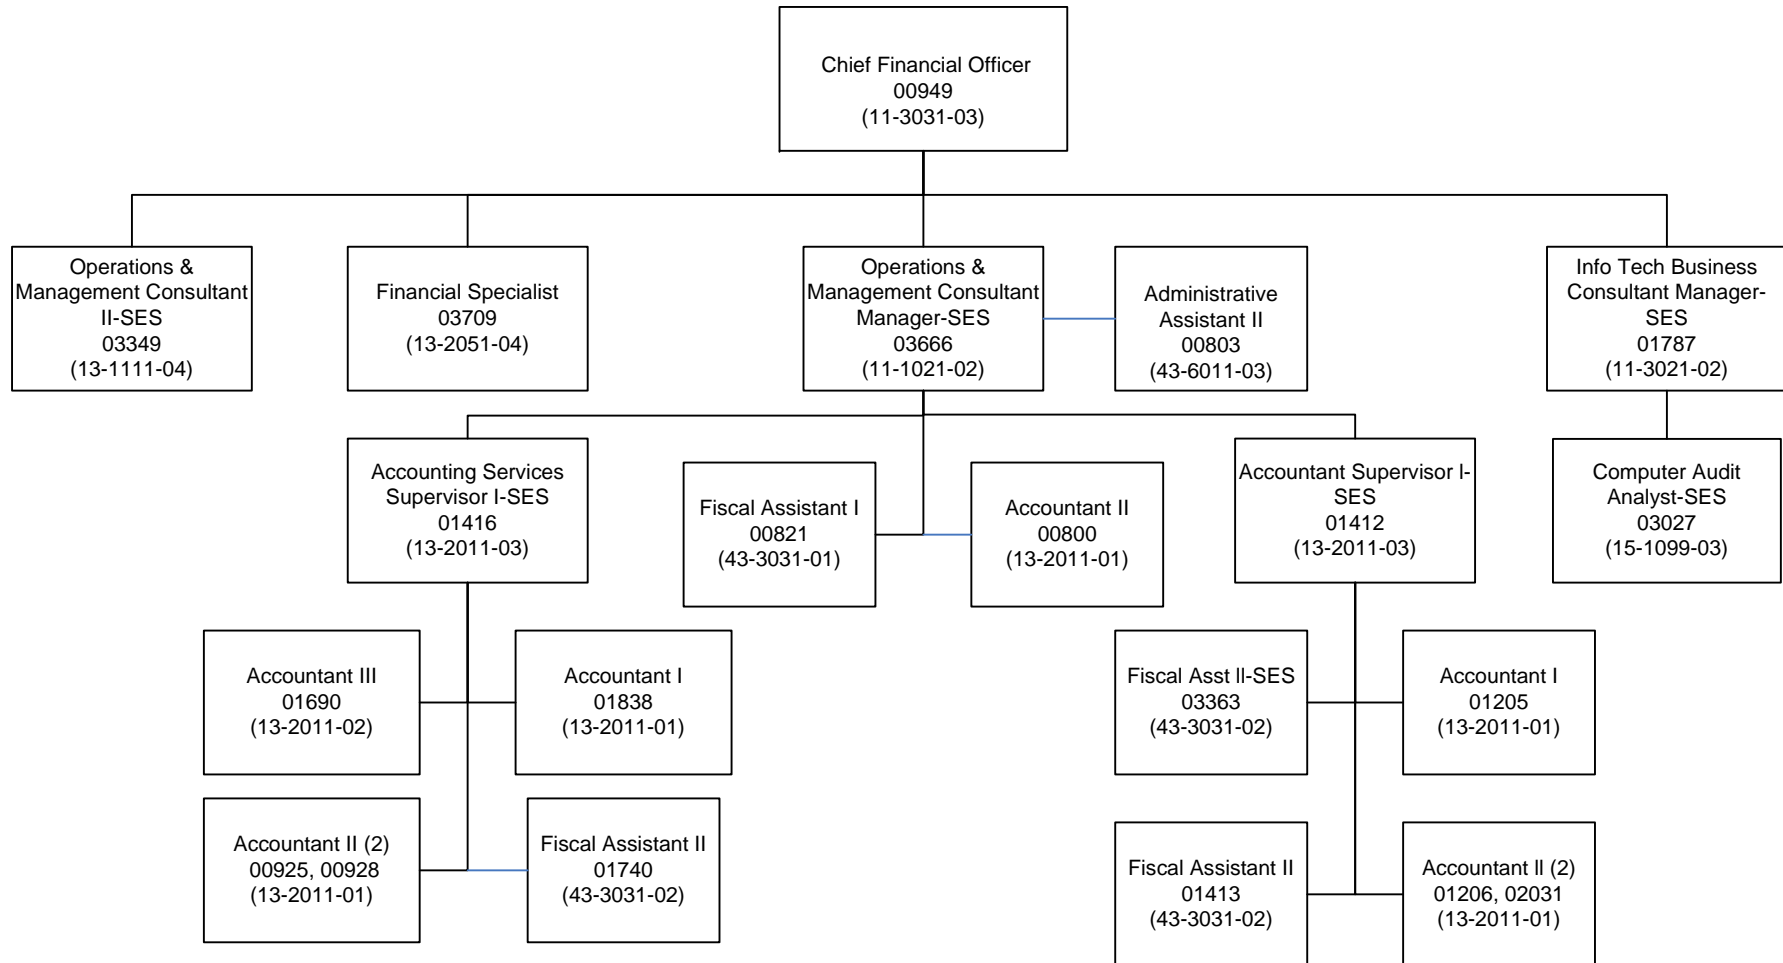 Chief Financial Officer
00949
(11-3031-03)
Operations &
Management Consultant
II-SES
03349
(13-1111-04)
Financial Specialist
03709
(13-2051-04)
Operations &
Management Consultant
Manager-SES
03666
(11-1021-02)
Administrative
Assistant II
00803
(43-6011-03)
Info Tech Business
Consultant Manager-
SES
01787
(11-3021-02)
Accounting Services
Supervisor I-SES
01416
(13-2011-03)
Fiscal Assistant I
00821
(43-3031-01)
Accountant II
00800
(13-2011-01)
Accountant Supervisor I-
SES
01412
(13-2011-03)
Computer Audit
Analyst-SES
03027
(15-1099-03)
Accountant III
01690
(13-2011-02)
Accountant I
01838
(13-2011-01)
Fiscal Asst II-SES
03363
(43-3031-02)
Accountant I
01205
(13-2011-01)
Accountant II (2)
00925, 00928
(13-2011-01)
Fiscal Assistant II
01740
(43-3031-02)
Fiscal Assistant II
01413
(43-3031-02)
Accountant II (2)
01206, 02031
(13-2011-01)